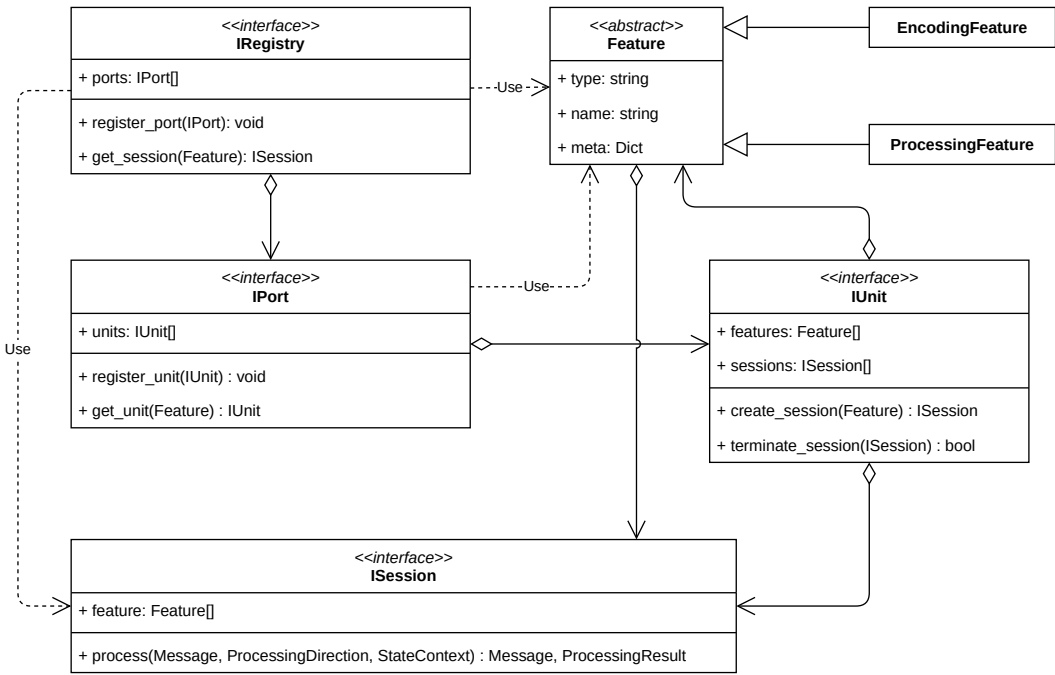 <<interface>>
IRegistry
+ ports: IPort[]
+ register_port(IPort): void
+ get_session(Feature): ISession
Use
<<abstract>>
Feature
+ type: string
+ name: string
+ meta: Dict
EncodingFeature
ProcessingFeature
<<interface>>
IPort
+ units: IUnit[]
+ register_unit(IUnit) : void
+ get_unit(Feature) : IUnit
Use
<<interface>>
IUnit
+ features: Feature[]
+ sessions: ISession[]
+ create_session(Feature) : ISession
+ terminate_session(ISession) : bool
Use
<<interface>>
ISession
+ feature: Feature[]
+ process(Message, ProcessingDirection, StateContext) : Message, ProcessingResult